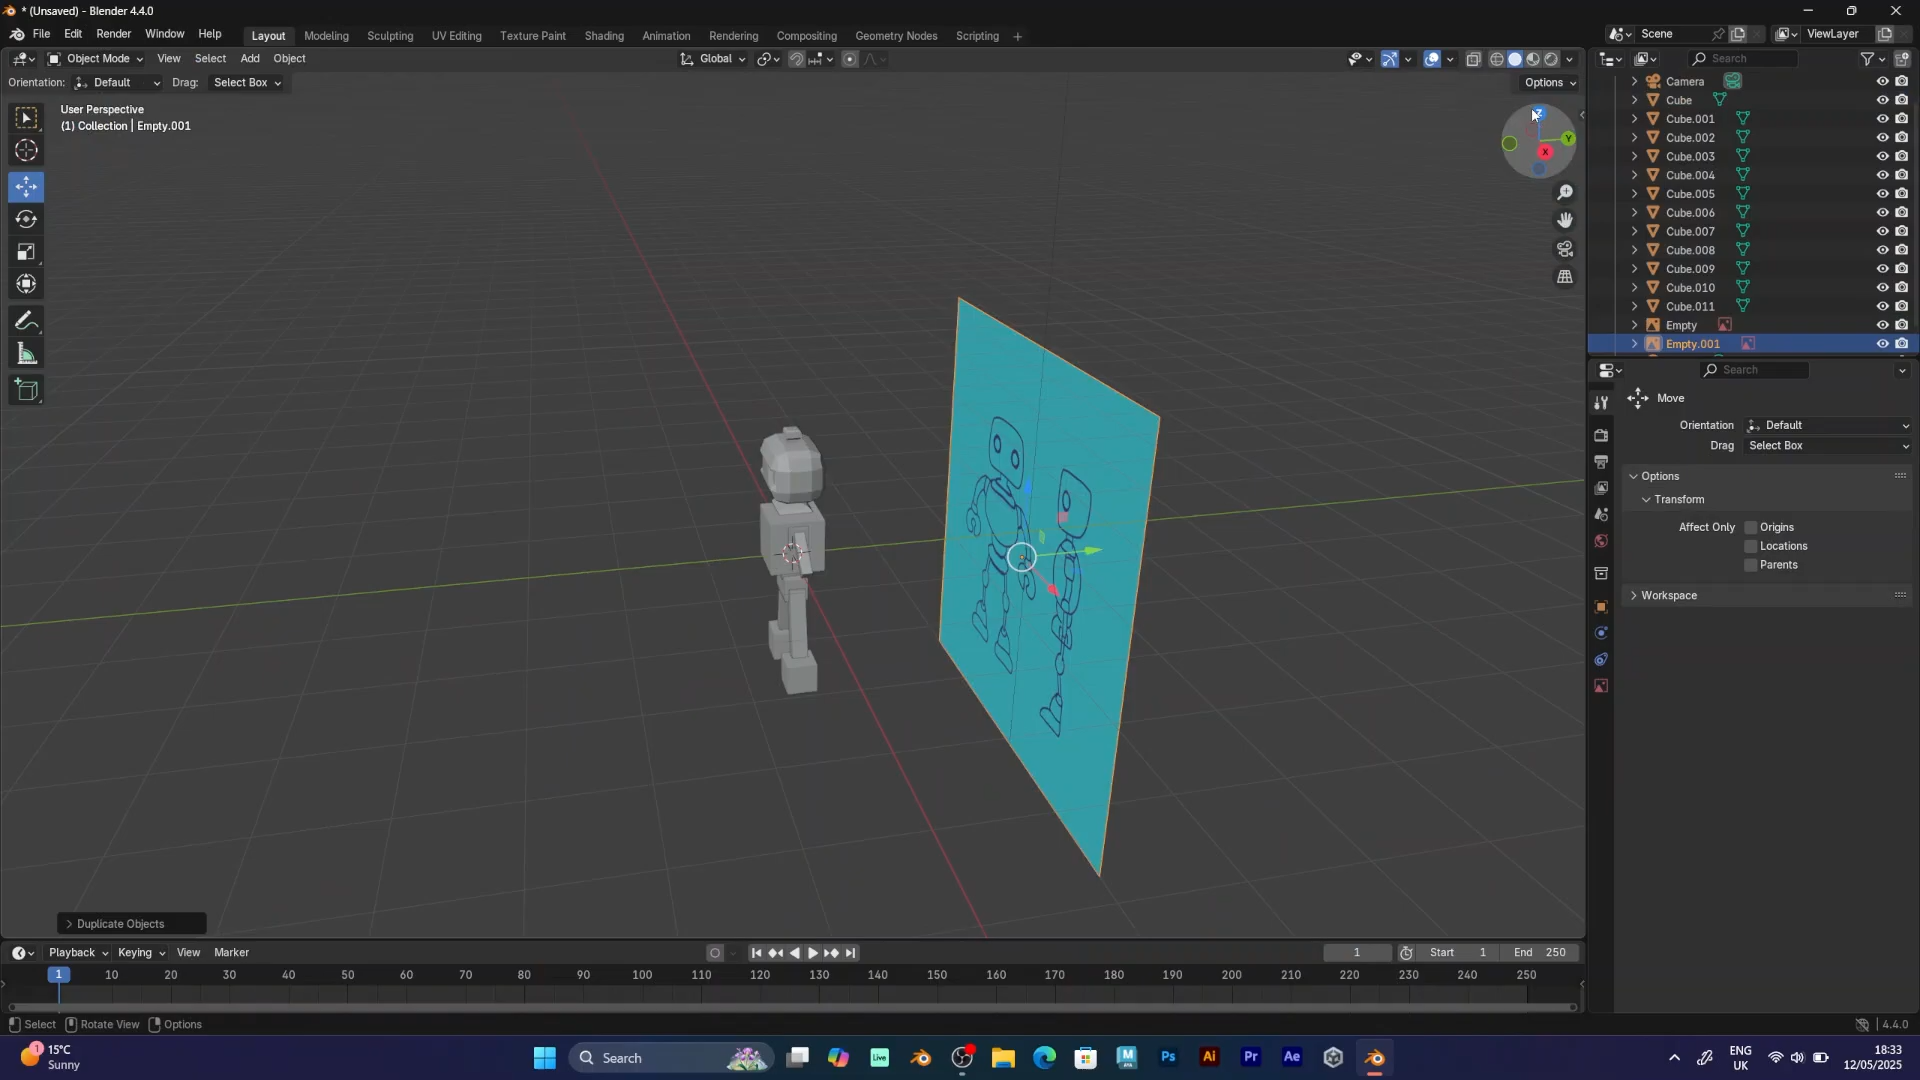 * (Unsaved) - Blender 4.4.0
File Edit Render Window Help
Layout Modeling Sculpting UV Editing Texture Paint Shading Animation Rendering Compositing Geometry Nodes Scripting +
Scene
ViewLayer
Object Mode View Select Add Object
Global
Search
Orientation: Default Drag: Select Box
Options
User Perspective
(1) Collection | Empty.001
Z
Y
X
Camera
Cube
Cube.001
Cube.002
Cube.003
Cube.004
Cube.005
Cube.006
Cube.007
Cube.008
Cube.009
Cube.010
Cube.011
Empty
Empty.001
Search
Move
Orientation Default
Drag Select Box
Options
Transform
Affect Only Origins
Locations
Parents
Workspace
Duplicate Objects
Playback Keying View Marker
1 Start 1 End 250
1 10 20 30 40 50 60 70 80 90 100 110 120 130 140 150 160 170 180 190 200 210 220 230 240 250
Select Rotate View Options
4.4.0
1
15°C
Sunny
Search
Live
M
Ps
Ai
Pr
Ae
ENG
UK
18:33
12/05/2025